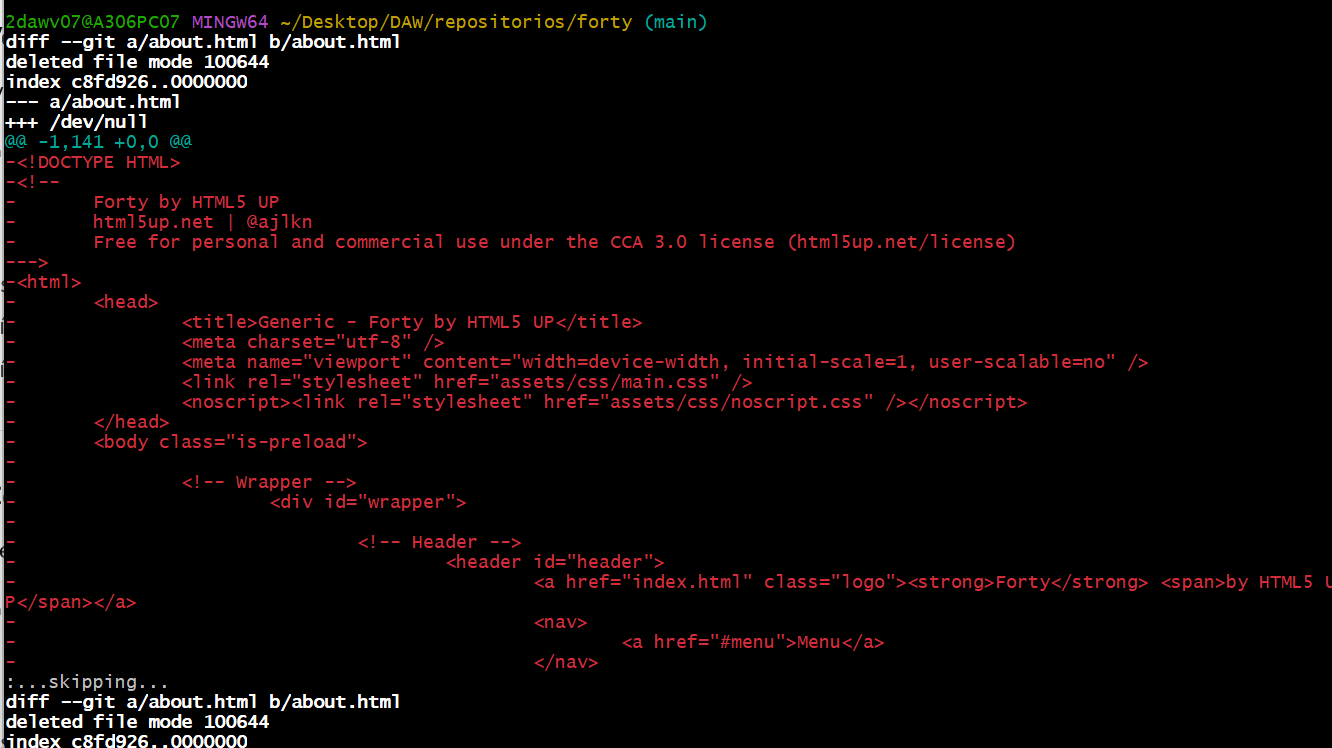 2dawv07@A306PC07 MINGW64 ~/Desktop/DAW/repositorios/forty (main)
diff --git a/about.html b/about.html
deleted file mode 100644
index c8fd926..0000000
--- a/about.html
+++ /dev/null
@@ -1,141 +0,0 @@
-<!DOCTYPE HTML>
-<!--
-       Forty by HTML5 UP
-       html5up.net | @ajlkn
-       Free for personal and commercial use under the CCA 3.0 license (html5up.net/license)
--->
-<html>
-       <head>
-               <title>Generic - Forty by HTML5 UP</title>
-               <meta charset="utf-8" />
-               <meta name="viewport" content="width=device-width, initial-scale=1, user-scalable=no" />
-               <link rel="stylesheet" href="assets/css/main.css" />
-               <noscript><link rel="stylesheet" href="assets/css/noscript.css" /></noscript>
-       </head>
-       <body class="is-preload">
-
-               <!-- Wrapper -->
-                       <div id="wrapper">
-
-                               <!-- Header -->
-                                       <header id="header">
-                                               <a href="index.html" class="logo"><strong>Forty</strong> <span>by HTML5 U
P</span></a>
-                                               <nav>
-                                                       <a href="#menu">Menu</a>
-                                               </nav>
:...skipping...
diff --git a/about.html b/about.html
deleted file mode 100644
index c8fd926..0000000